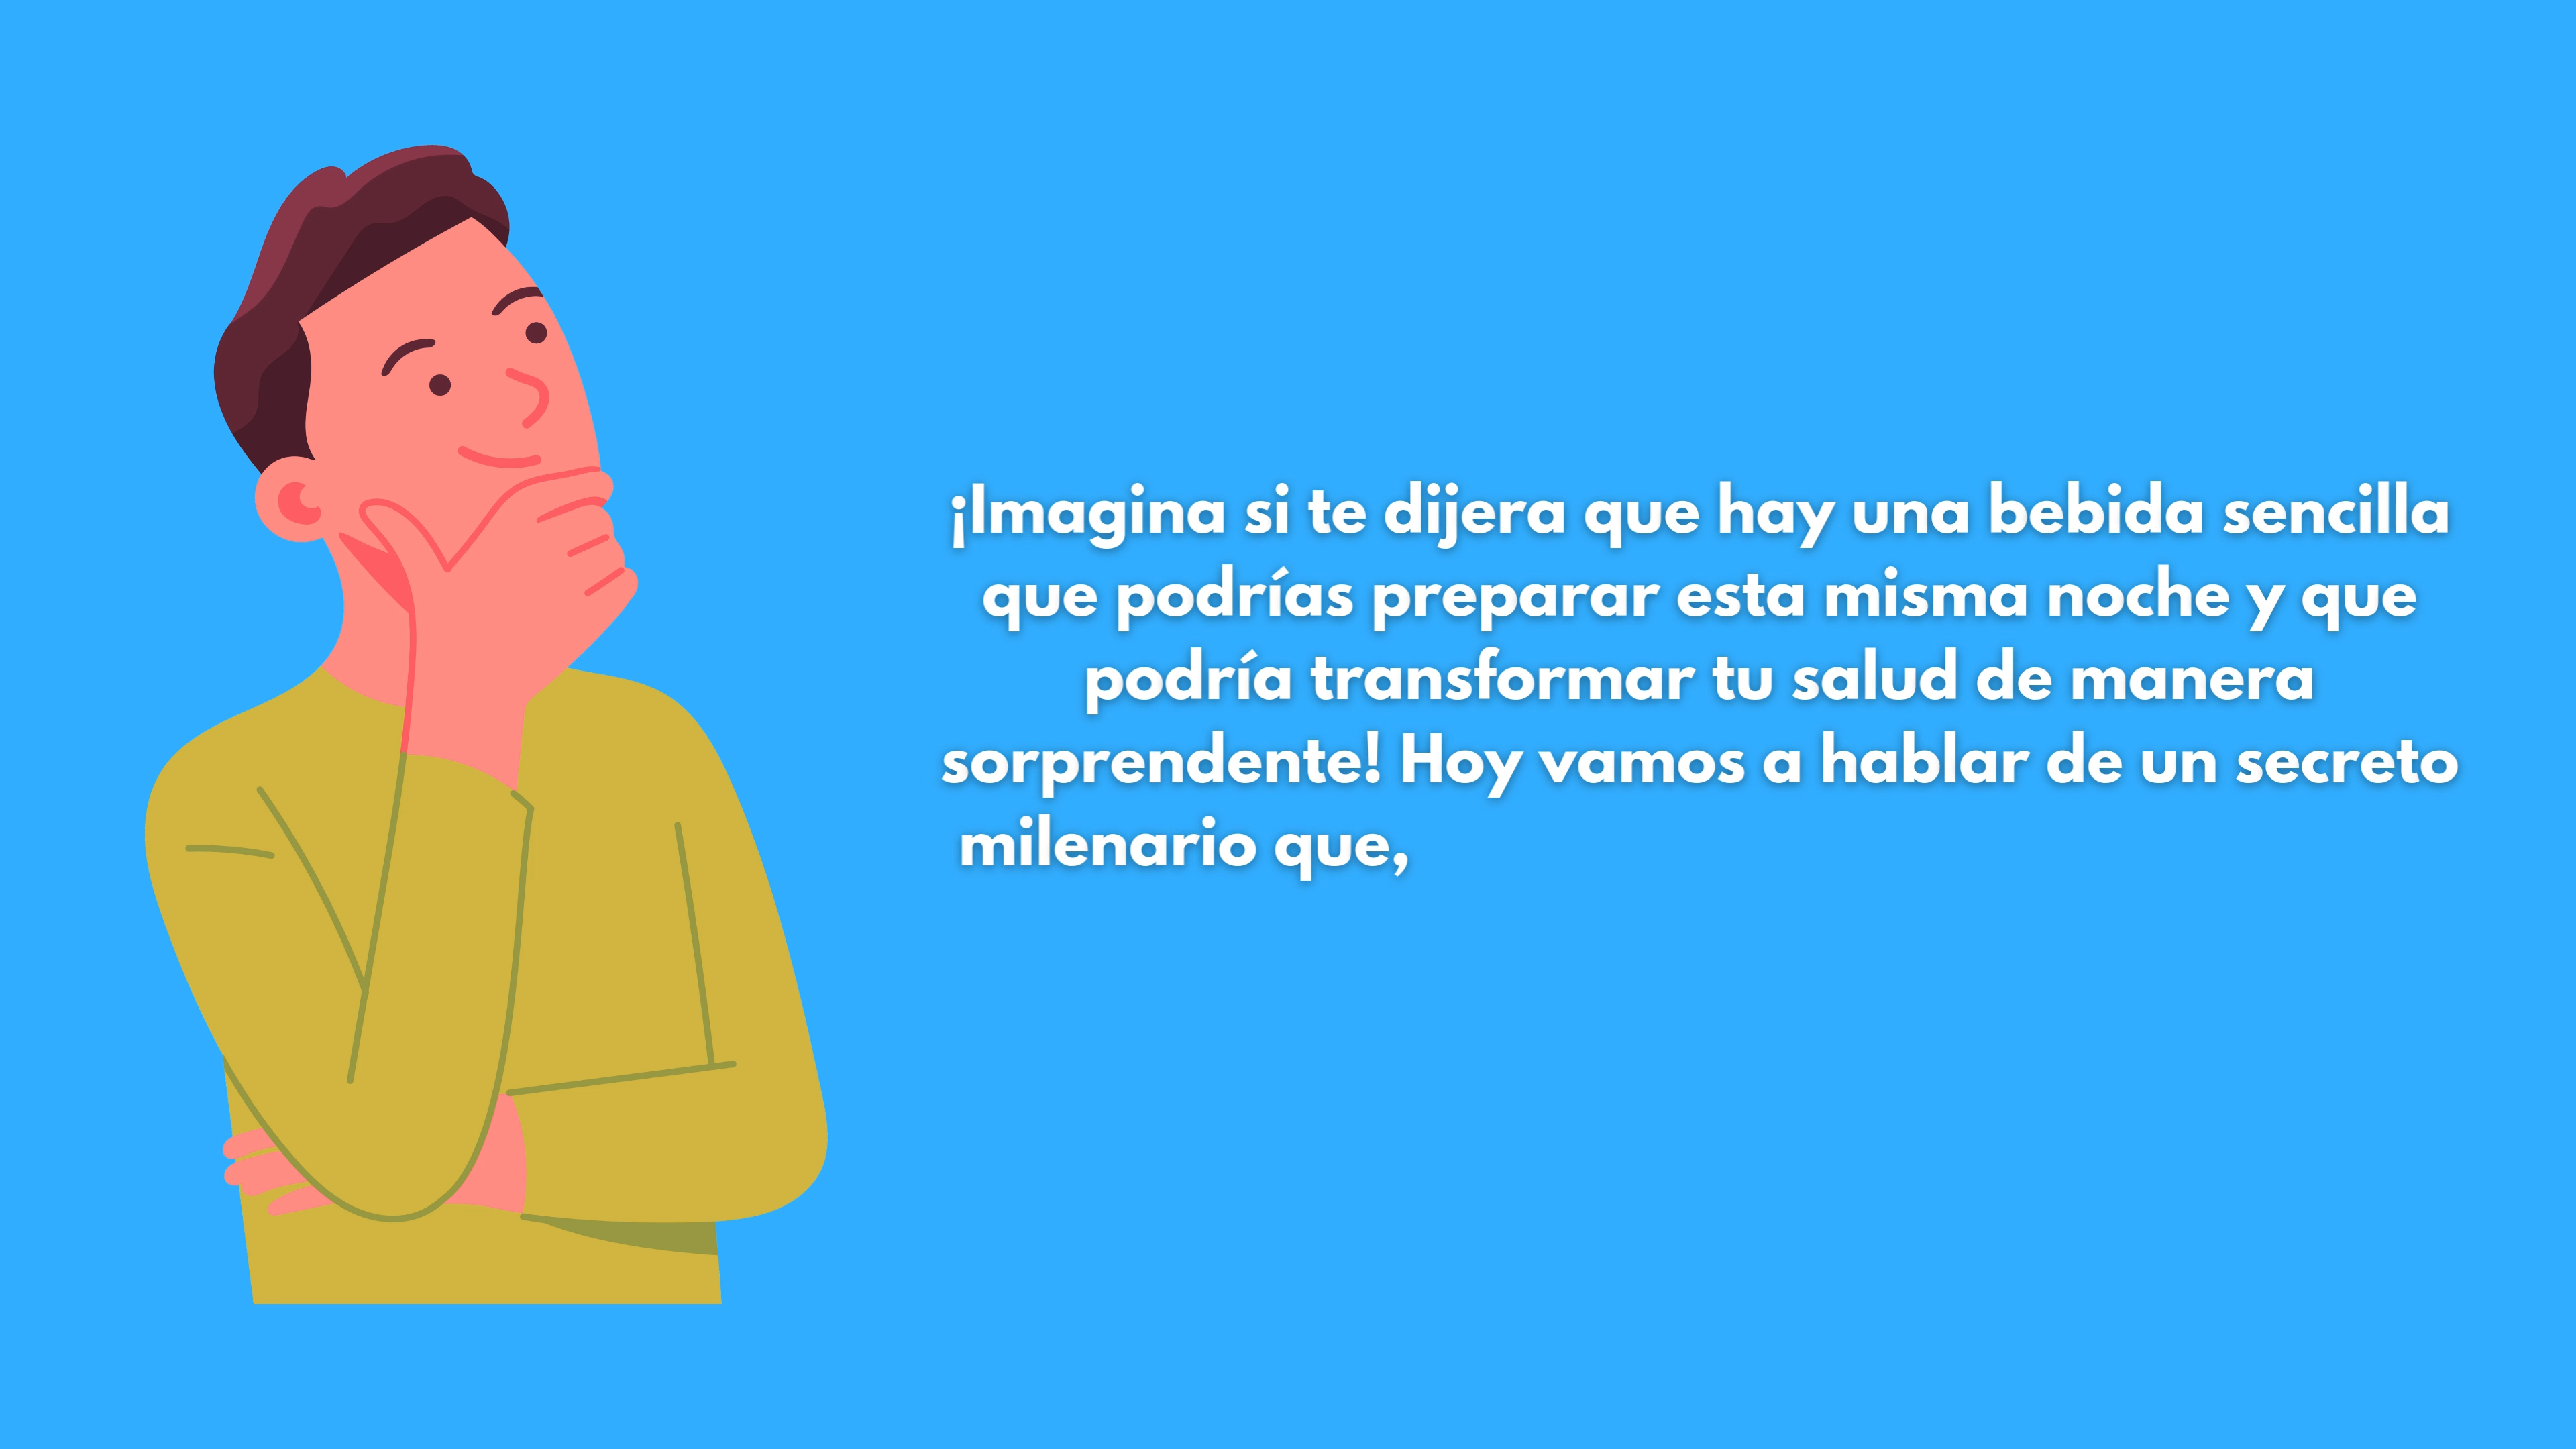 ¡Imagina si te dijera que hay una bebida sencilla
que podrías preparar esta misma noche y que
podría transformar tu salud de manera
sorprendente! Hoy vamos a hablar de un secreto
milenario que,